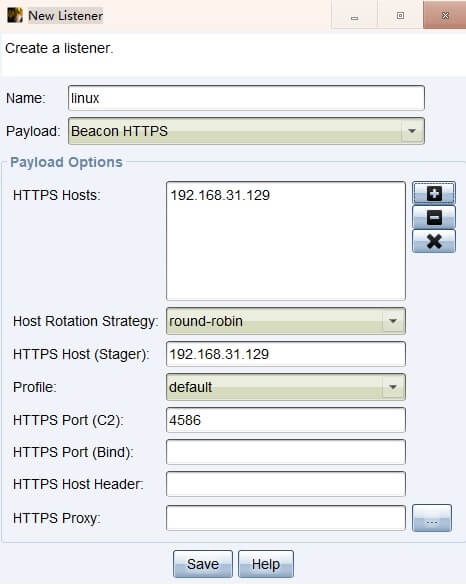 New Listener
Create a listener.
Name: linux
Payload: Beacon HTTPS
Payload Options
HTTPS Hosts: 192.168.31.129
Host Rotation Strategy: round-robin
HTTPS Host (Stager): 192.168.31.129
Profile: default
HTTPS Port (C2): 4586
HTTPS Port (Bind):
HTTPS Host Header:
HTTPS Proxy: ...
Save Help